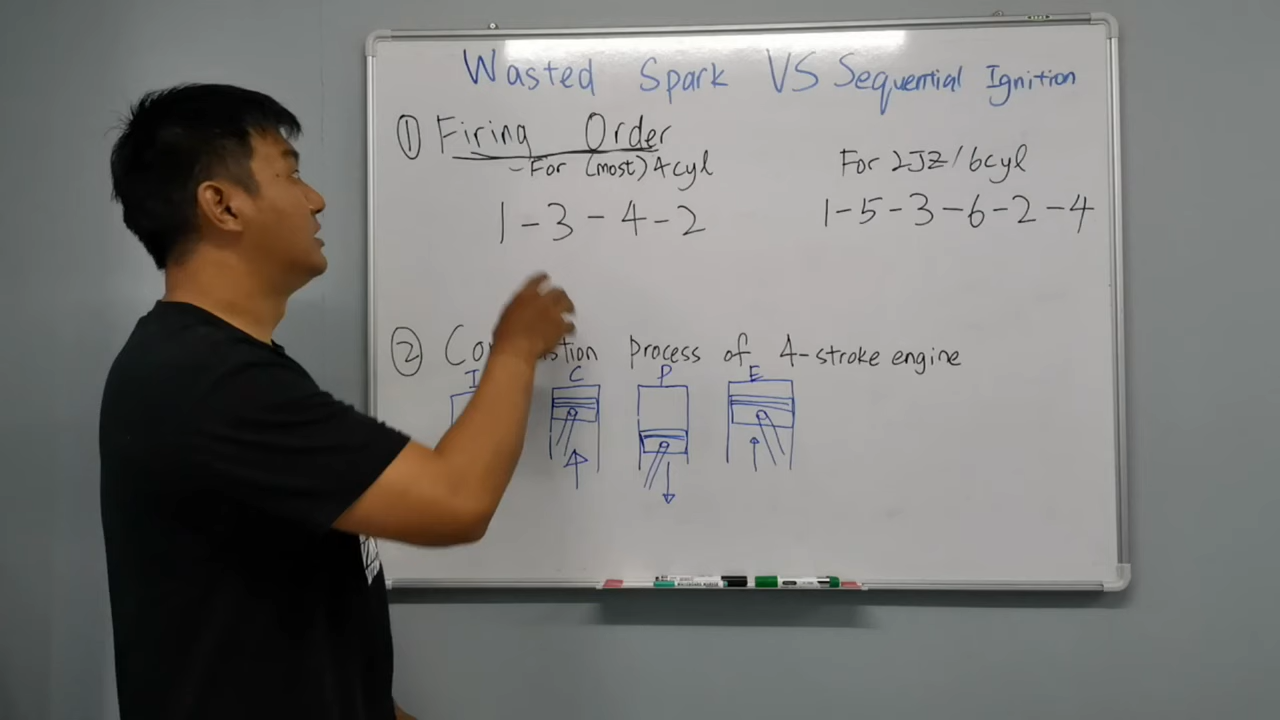 Wasted Spark VS Sequential Ignition
① Firing Order
- For (most) 4cyl
1 - 3 - 4 - 2
For 2JZ/6cyl
1-5-3-6-2-4
② process of 4-stroke engine
I C P E